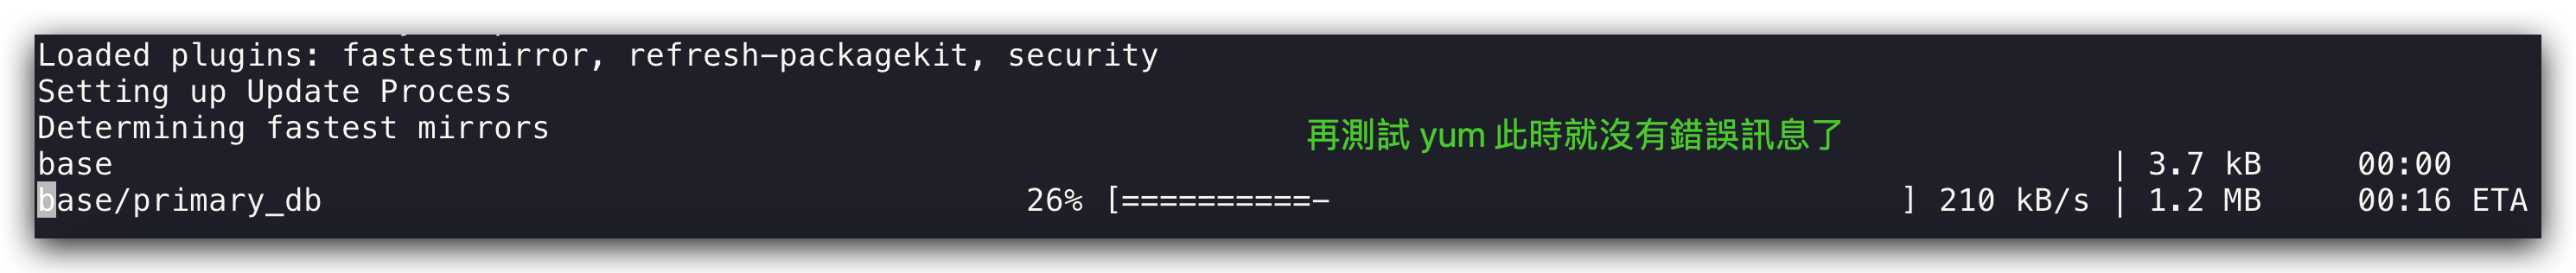 Loaded plugins: fastestmirror, refresh-packagekit, security
Setting up Update Process
Determining fastest mirrors
再測試 yum 此時就沒有錯誤訊息了
base | 3.7 kB 00:00
base/primary_db 26% [==========- ] 210 kB/s | 1.2 MB 00:16 ETA